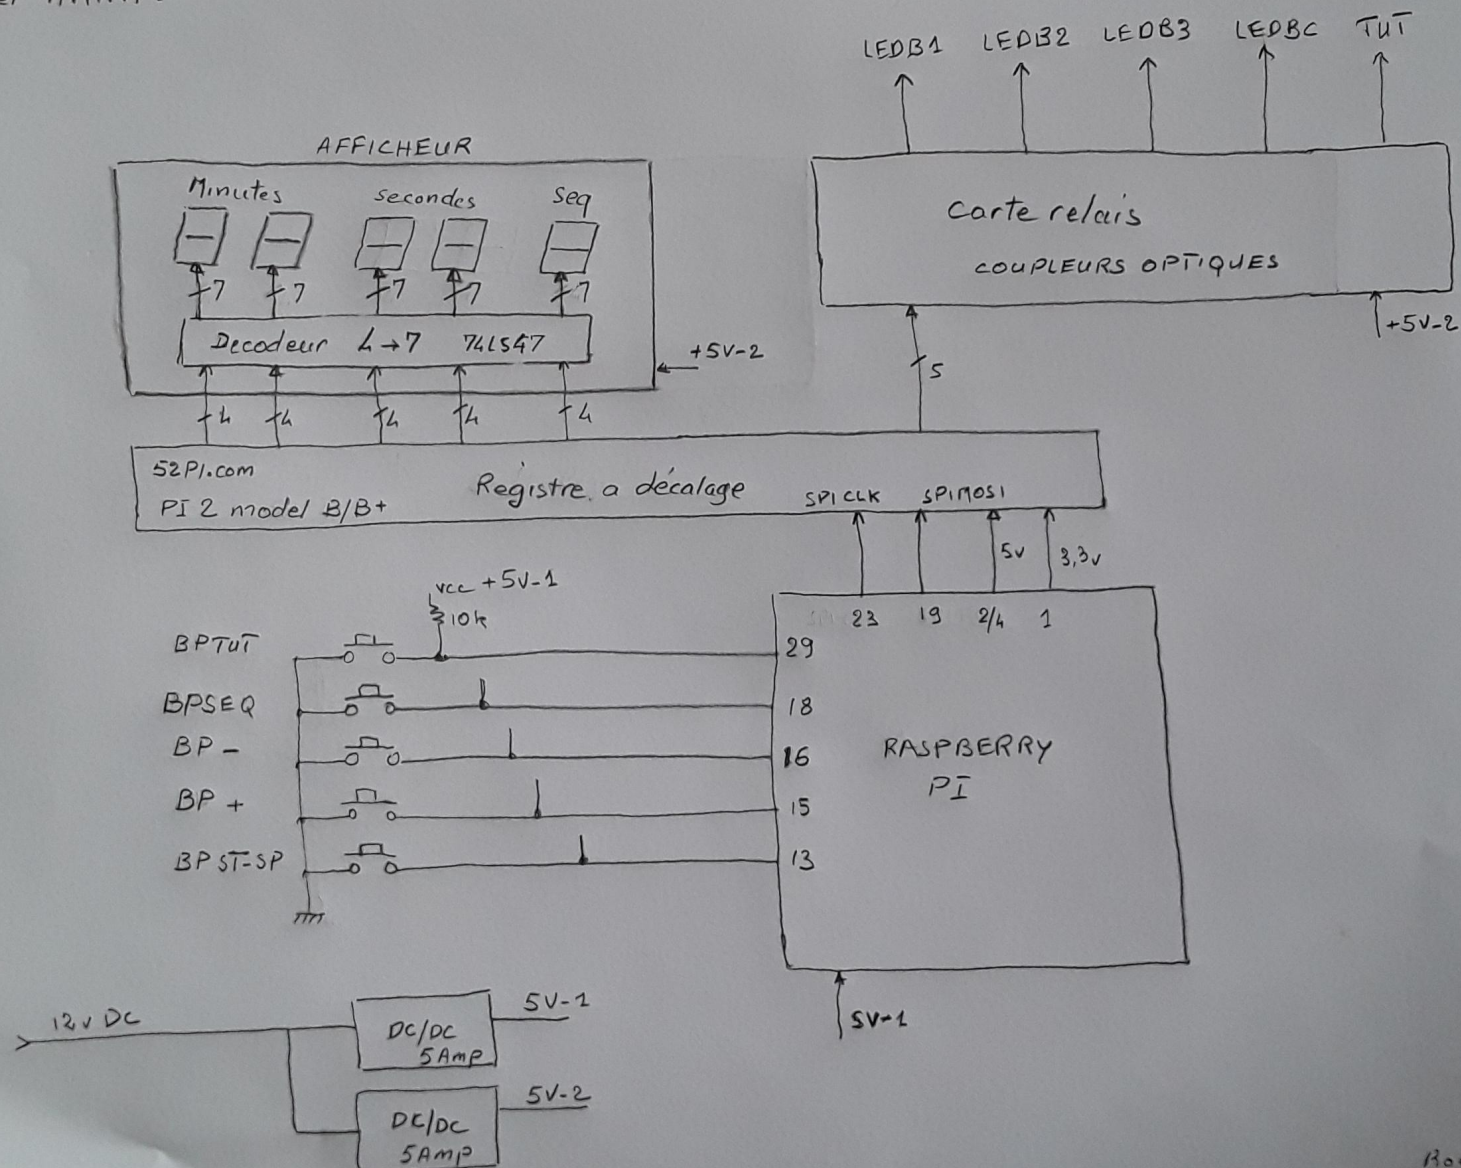 LEDB1 LEDB2 LEDB3 LEDBC TUT
AFFICHEUR
Minutes secondes Seq
7 7 7 7 7
Decodeur 4→7 74LS47
+5V-2
4 4 4 4 4
Carte relais
COUPLEURS OPTIQUES
+5V-2
5
52PI.com
PI 2 model B/B+
Registre a décalage
SPICLK SPIMOSI
5v 3,3v
23 19 2/4 1
vcc +5V-1
10k
BPTUT 29
BPSEQ 18
BP - 16
BP + 15
BPST-SP 13
RASPBERRY
PI
5V-1
12v DC
DC/DC
5Amp
5V-1
DC/DC
5Amp
5V-2